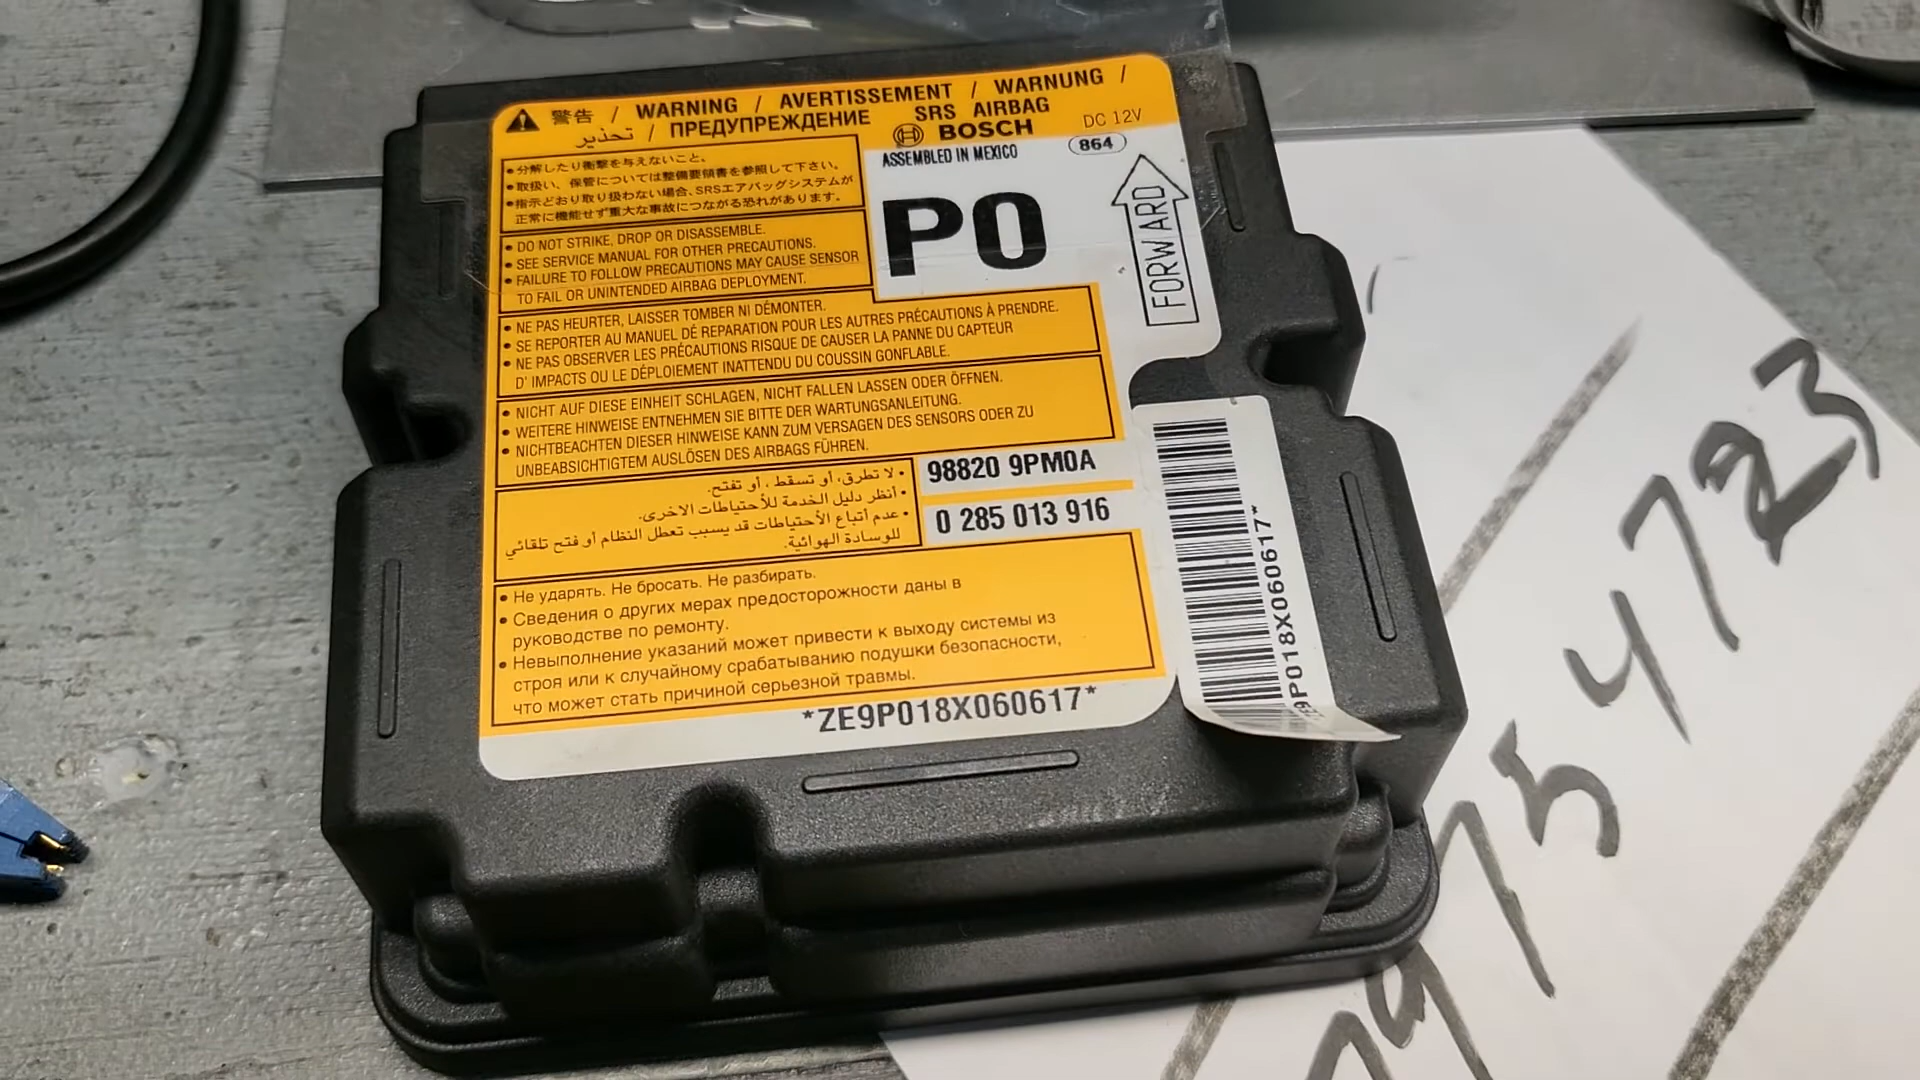 警告 / WARNING / AVERTISSEMENT / WARNUNG /
تحذير / ПРЕДУПРЕЖДЕНИЕ SRS AIRBAG
BOSCH DC 12V
ASSEMBLED IN MEXICO 864
P0
FORWARD
•分解したり衝撃を与えないこと。
•取扱い、保管については整備要領書を参照して下さい。
•指示どおり取り扱わない場合、SRSエアバッグシステムが
正常に機能せず重大な事故につながる恐れがあります。
• DO NOT STRIKE, DROP OR DISASSEMBLE.
• SEE SERVICE MANUAL FOR OTHER PRECAUTIONS.
• FAILURE TO FOLLOW PRECAUTIONS MAY CAUSE SENSOR
TO FAIL OR UNINTENDED AIRBAG DEPLOYMENT.
• NE PAS HEURTER, LAISSER TOMBER NI DÉMONTER.
• SE REPORTER AU MANUEL DÉ REPARATION POUR LES AUTRES PRÉCAUTIONS À PRENDRE.
• NE PAS OBSERVER LES PRÉCAUTIONS RISQUE DE CAUSER LA PANNE DU CAPTEUR
D' IMPACTS OU LE DÉPLOIEMENT INATTENDU DU COUSSIN GONFLABLE.
• NICHT AUF DIESE EINHEIT SCHLAGEN, NICHT FALLEN LASSEN ODER ÖFFNEN.
• WEITERE HINWEISE ENTNEHMEN SIE BITTE DER WARTUNGSANLEITUNG.
• NICHTBEACHTEN DIESER HINWEISE KANN ZUM VERSAGEN DES SENSORS ODER ZU
UNBEABSICHTIGTEM AUSLÖSEN DES AIRBAGS FÜHREN.
• لا تطرق، أو تسقط ، أو تفتح.
• أنظر دليل الخدمة للأحتياطات الاخرى.
• عدم أتباع الأحتياطات قد يسبب تعطل النظام أو فتح تلقائي
للوسادة الهوائية.
98820 9PM0A
0 285 013 916
• Не ударять. Не бросать. Не разбирать.
• Сведения о других мерах предосторожности даны в
руководстве по ремонту.
• Невыполнение указаний может привести к выходу системы из
строя или к случайному срабатыванию подушки безопасности,
что может стать причиной серьезной травмы.
*ZE9P018X060617*
9P018X060617*
7975 4723